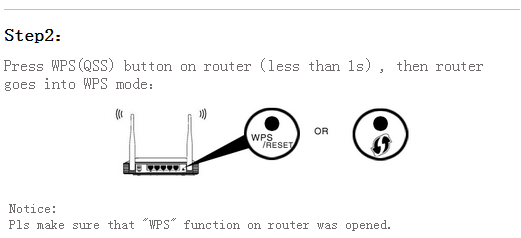 Step2:
Press WPS(QSS) button on router (less than 1s) , then router
goes into WPS mode:
WPS
/RESET
OR
Notice:
Pls make sure that "WPS" function on router was opened.